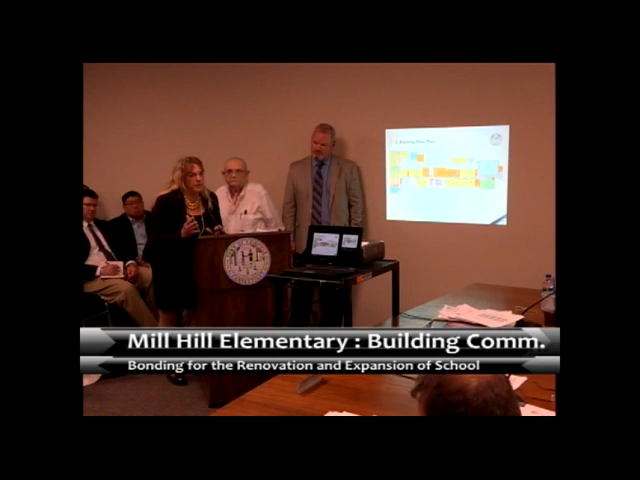 Mill Hill Elementary : Building Comm.
Bonding for the Renovation and Expansion of School